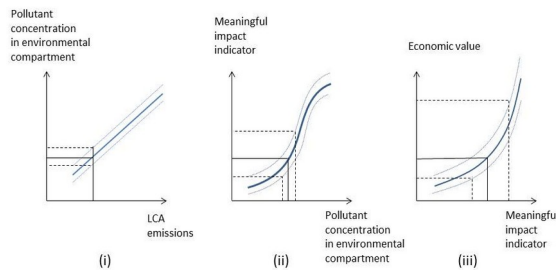 Pollutant
concentration
in environmental
compartment
LCA
emissions
(i)
Meaningful
impact
indicator
Pollutant
concentration
in environmental
compartment
(ii)
Economic value
Meaningful
impact
indicator
(iii)